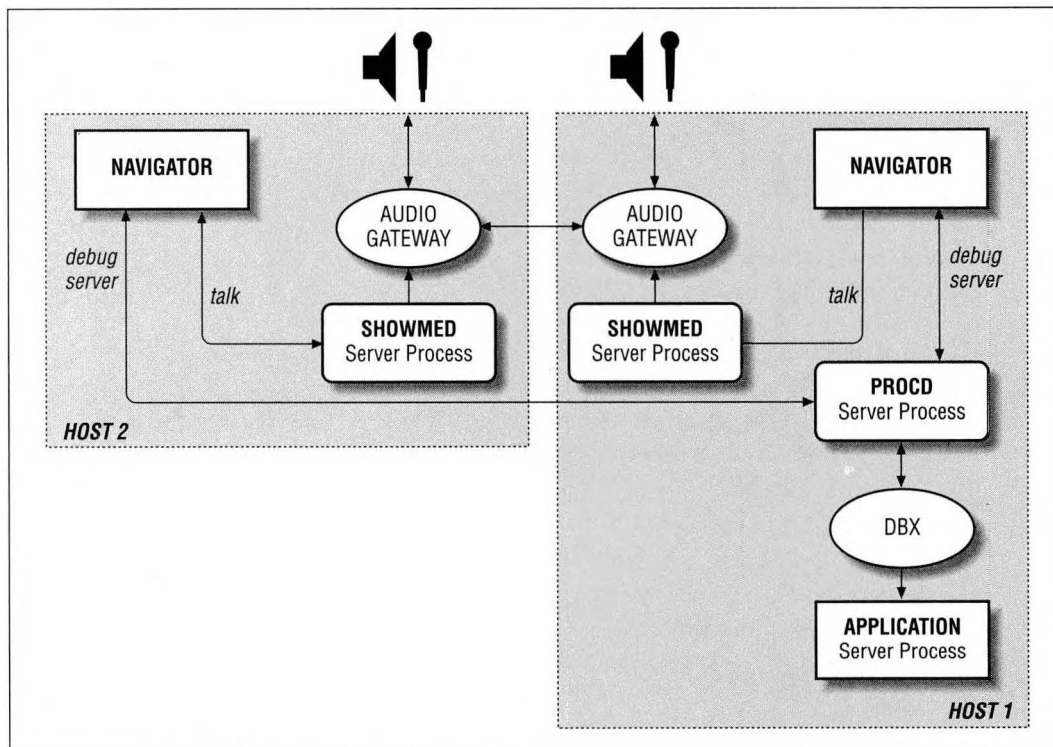 NAVIGATOR
AUDIO
GATEWAY
debug
server
talk
SHOWMED
Server Process
HOST 2
AUDIO
GATEWAY
NAVIGATOR
talk
debug
server
SHOWMED
Server Process
PROCD
Server Process
DBX
APPLICATION
Server Process
HOST 1